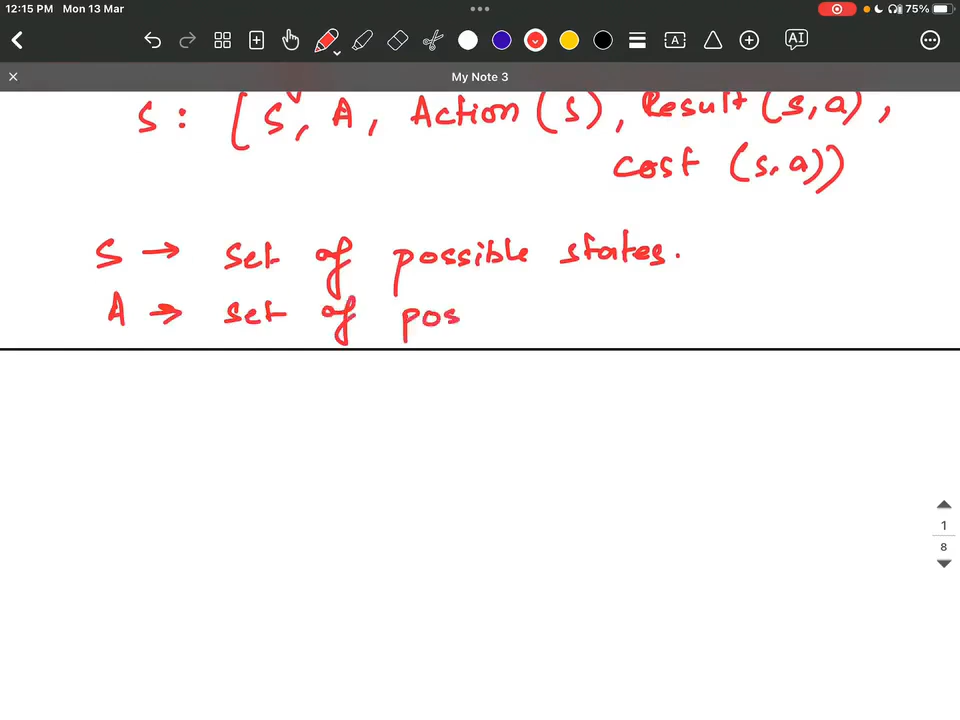 12:15 PM Mon 13 Mar 75%
A AI
My Note 3
S : [ S, A, Action (S), Result (s,a),
cost (s,a))
S → set of possible states.
A → set of pos
1
8